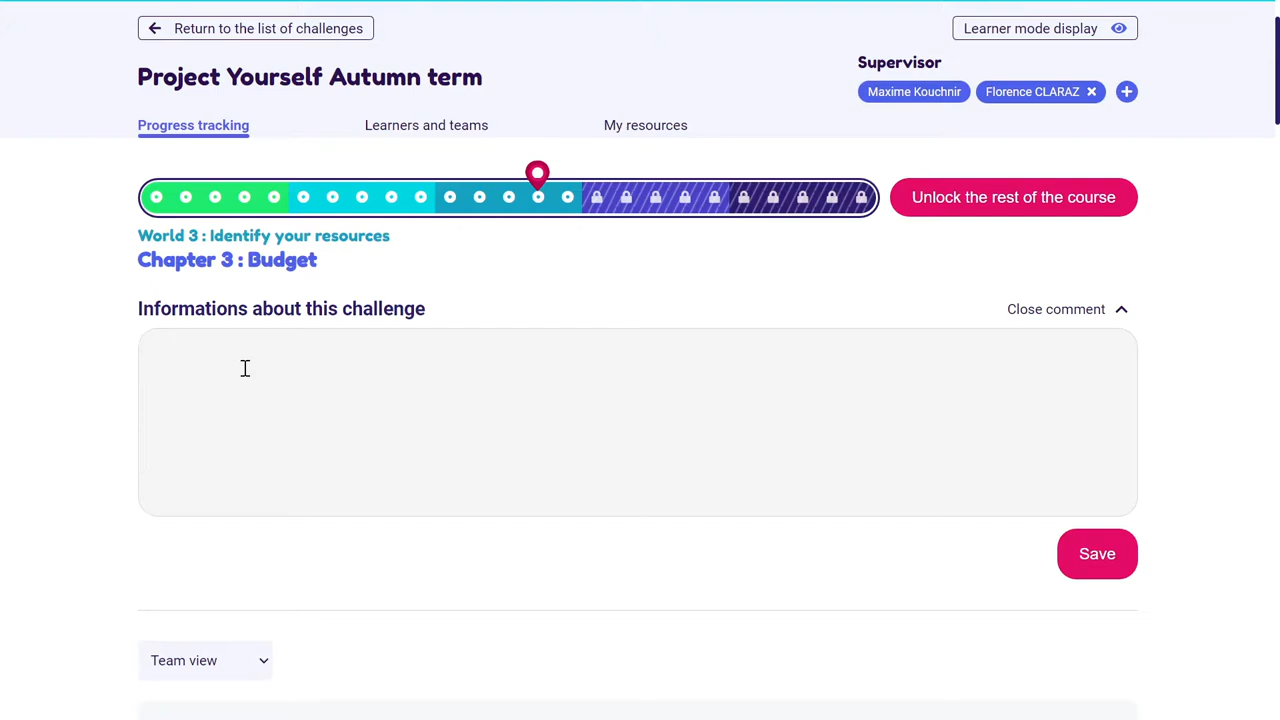 Return to the list of challenges
Learner mode display
Project Yourself Autumn term
Supervisor
Maxime Kouchnir
Florence CLARAZ
Progress tracking
Learners and teams
My resources
Unlock the rest of the course
World 3 : Identify your resources
Chapter 3 : Budget
Informations about this challenge
Close comment
Save
Team view